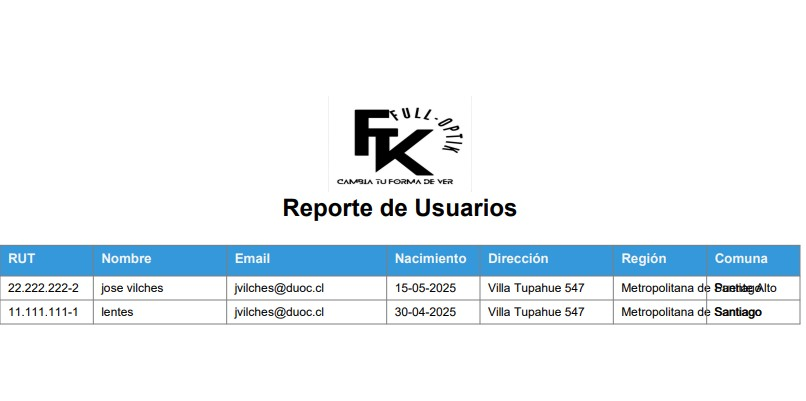 FTK FULL-OPTIK
CAMBIA TU FORMA DE VER
Reporte de Usuarios
RUT Nombre Email Nacimiento Dirección Región Comuna
22.222.222-2 jose vilches jvilches@duoc.cl 15-05-2025 Villa Tupahue 547 Metropolitana de Santiago Puente Alto
11.111.111-1 lentes jvilches@duoc.cl 30-04-2025 Villa Tupahue 547 Metropolitana de Santiago Santiago